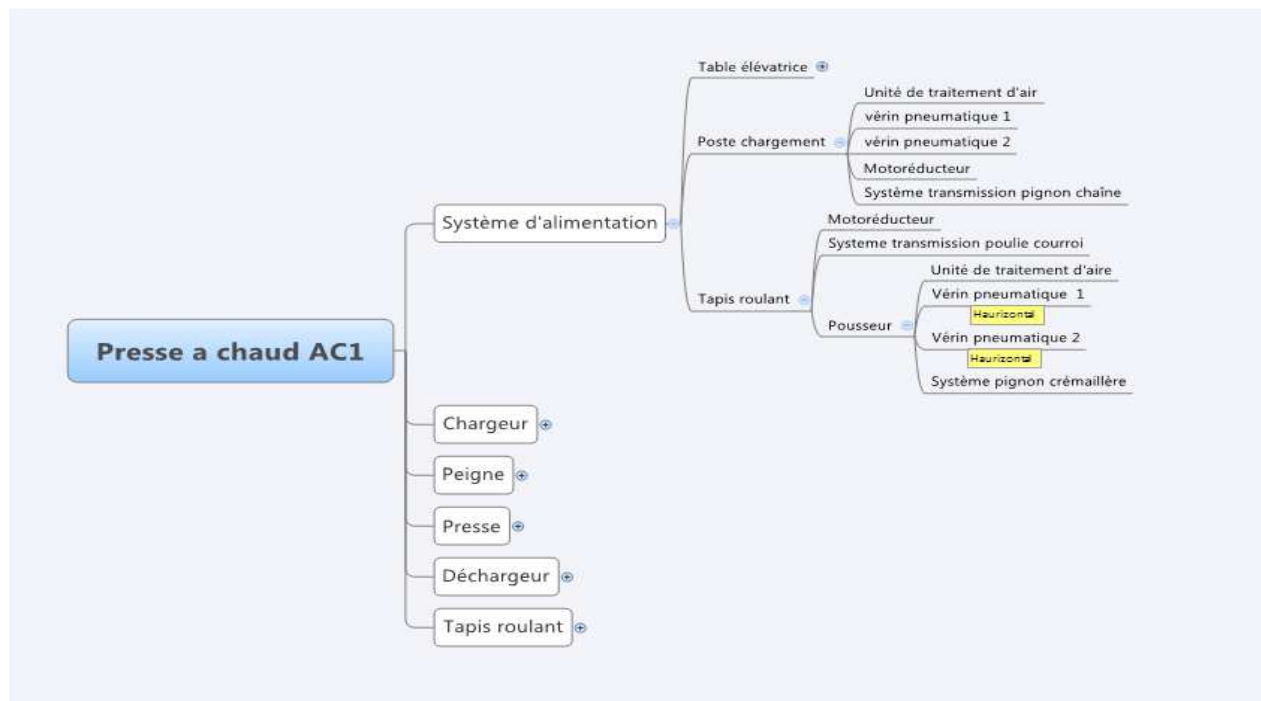 Table élévatrice
Unité de traitement d'air
vérin pneumatique 1
Poste chargement
vérin pneumatique 2
Motoréducteur
Système transmission pignon chaîne
Système d'alimentation
Motoréducteur
Systeme transmission poulie courroi
Unité de traitement d'aire
Tapis roulant
Vérin pneumatique 1
Haurizontal
Pousseur
Vérin pneumatique 2
Haurizontal
Système pignon crémaillère
Presse a chaud AC1
Chargeur
Peigne
Presse
Déchargeur
Tapis roulant